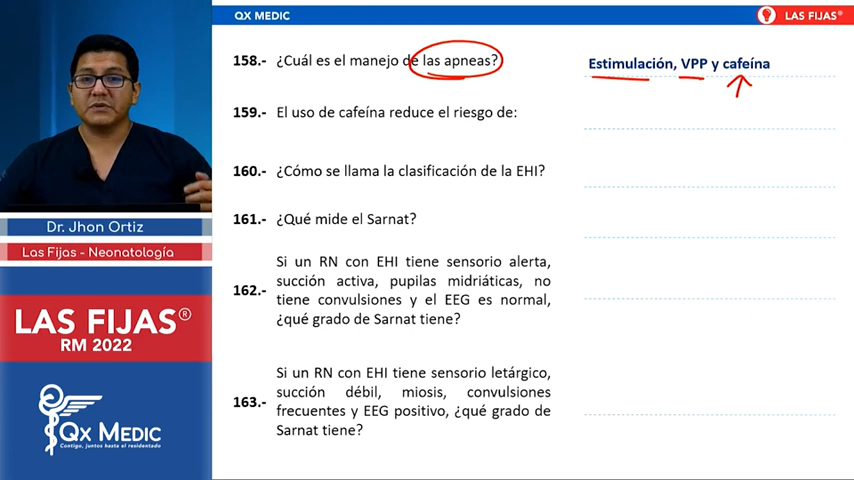 QX MEDIC
LAS FIJAS®
158.- ¿Cuál es el manejo de las apneas?
Estimulación, VPP y cafeína
159.- El uso de cafeína reduce el riesgo de:
160.- ¿Cómo se llama la clasificación de la EHI?
161.- ¿Qué mide el Sarnat?
162.- Si un RN con EHI tiene sensorio alerta,
succión activa, pupilas midriáticas, no
tiene convulsiones y el EEG es normal,
¿qué grado de Sarnat tiene?
163.- Si un RN con EHI tiene sensorio letárgico,
succión débil, miosis, convulsiones
frecuentes y EEG positivo, ¿qué grado de
Sarnat tiene?
Dr. Jhon Ortiz
Las Fijas - Neonatología
LAS FIJAS®
RM 2022
QX MEDIC
Contigo, juntos hasta el residentado